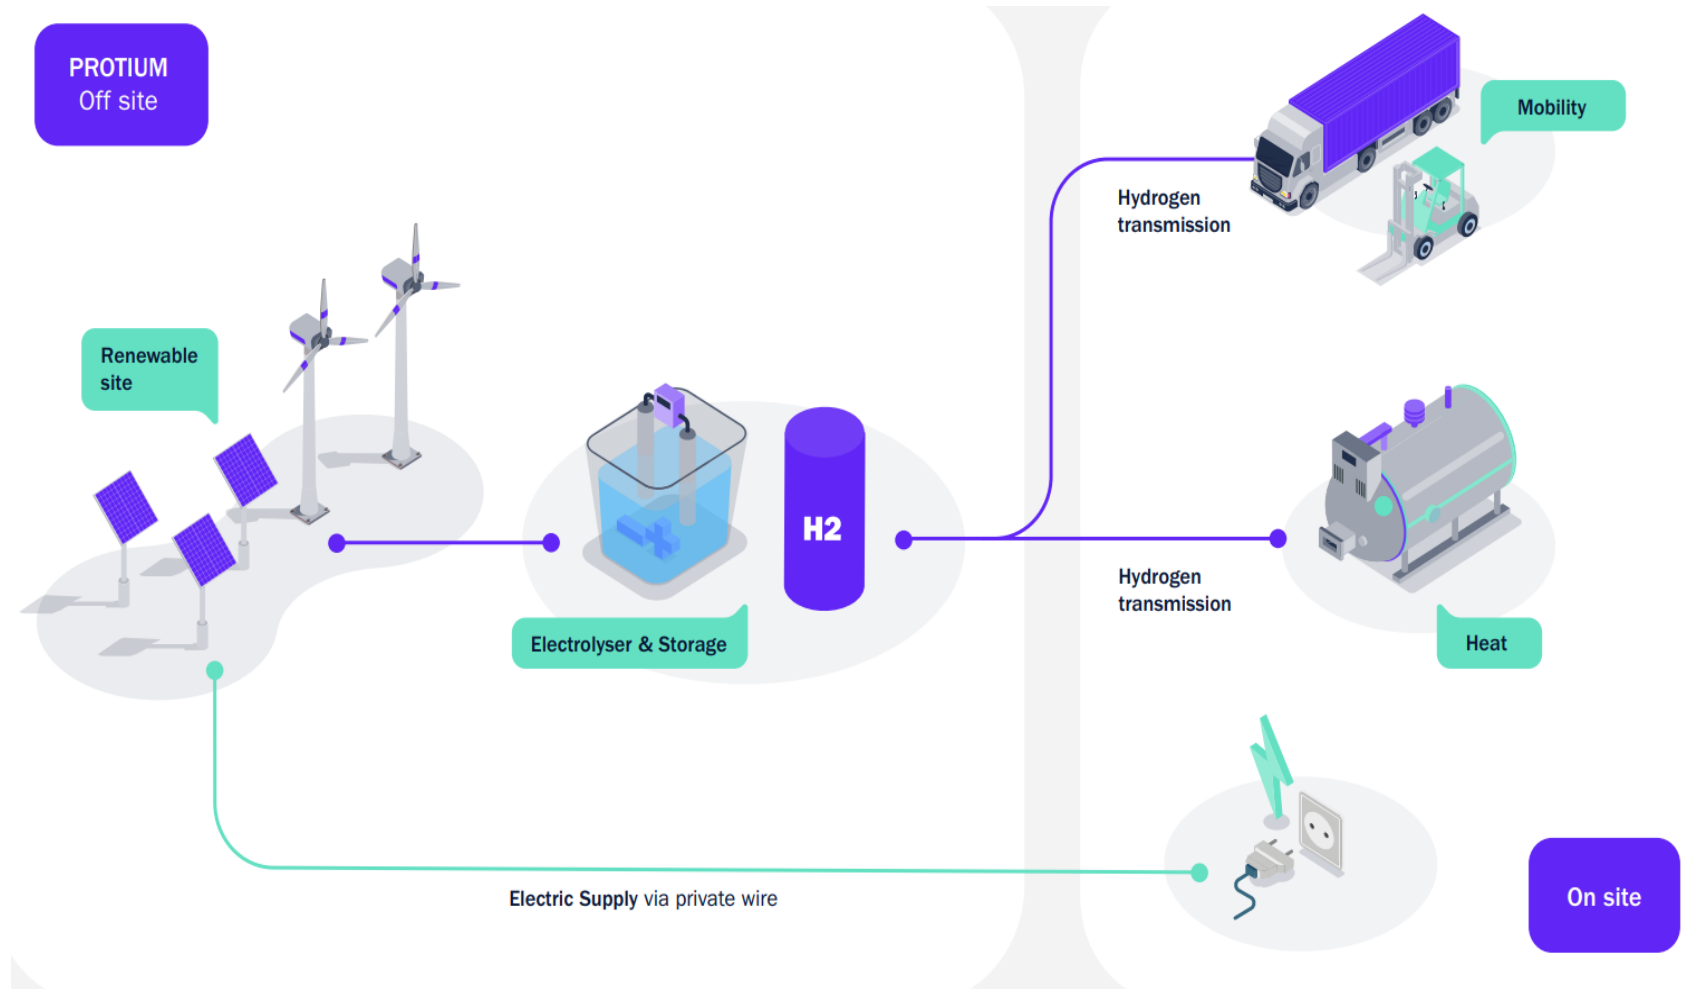 PROTIUM
Off site
Mobility
Hydrogen
transmission
Renewable
site
H2
Hydrogen
transmission
Electrolyser & Storage
Heat
Electric Supply via private wire
On site